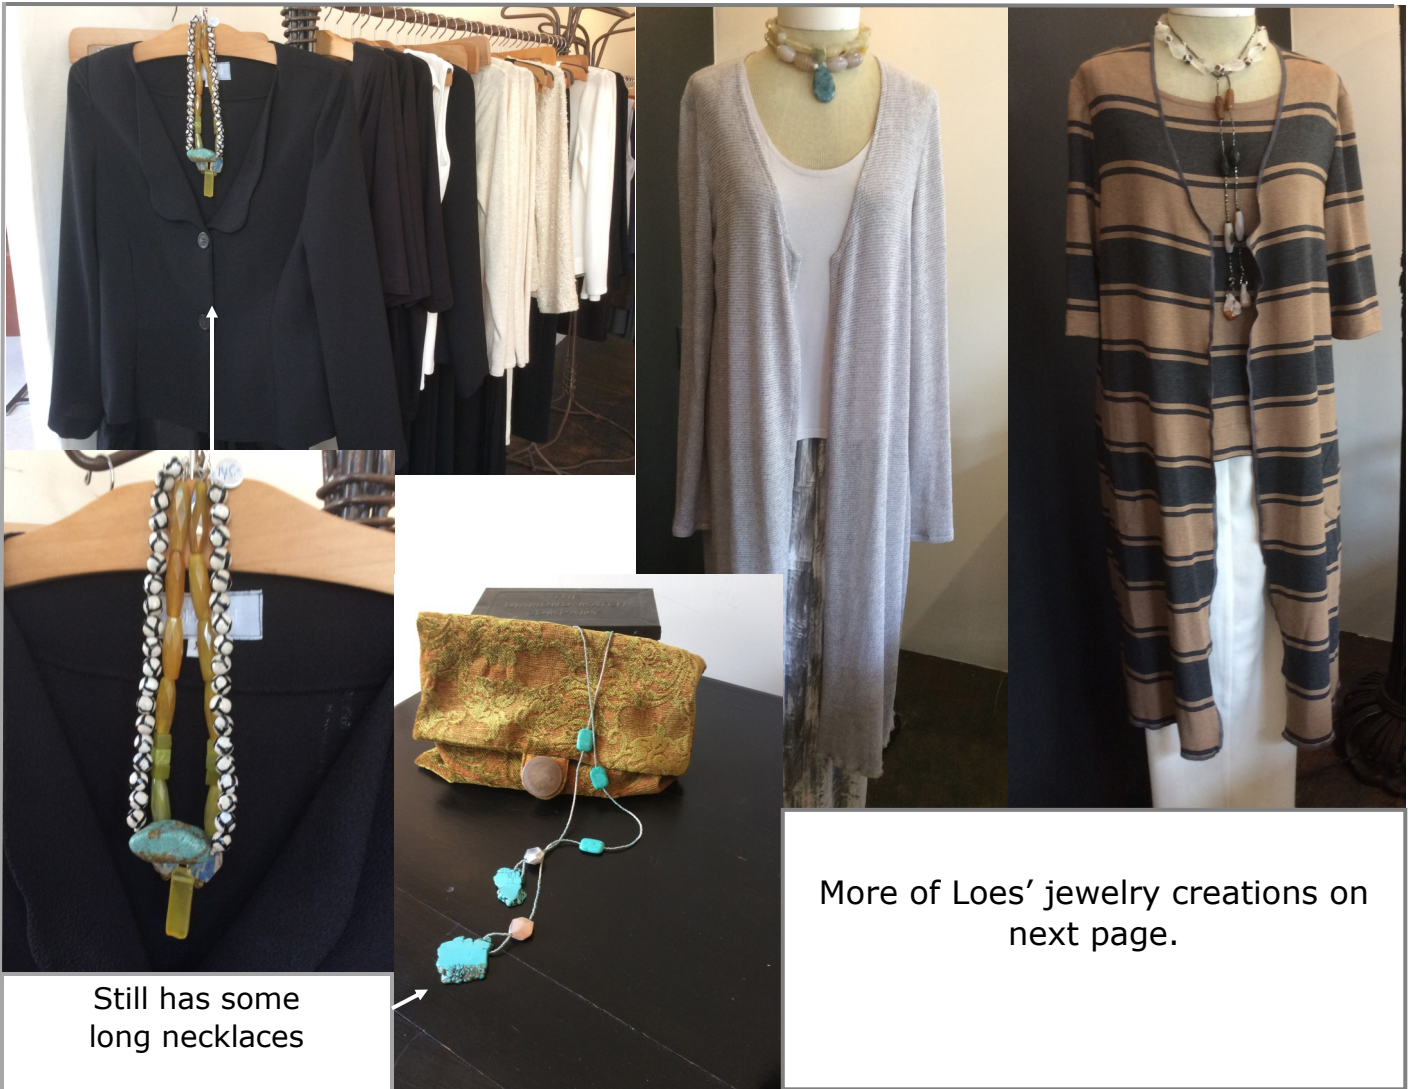 Still has some
long necklaces
More of Loes’ jewelry creations on
next page.